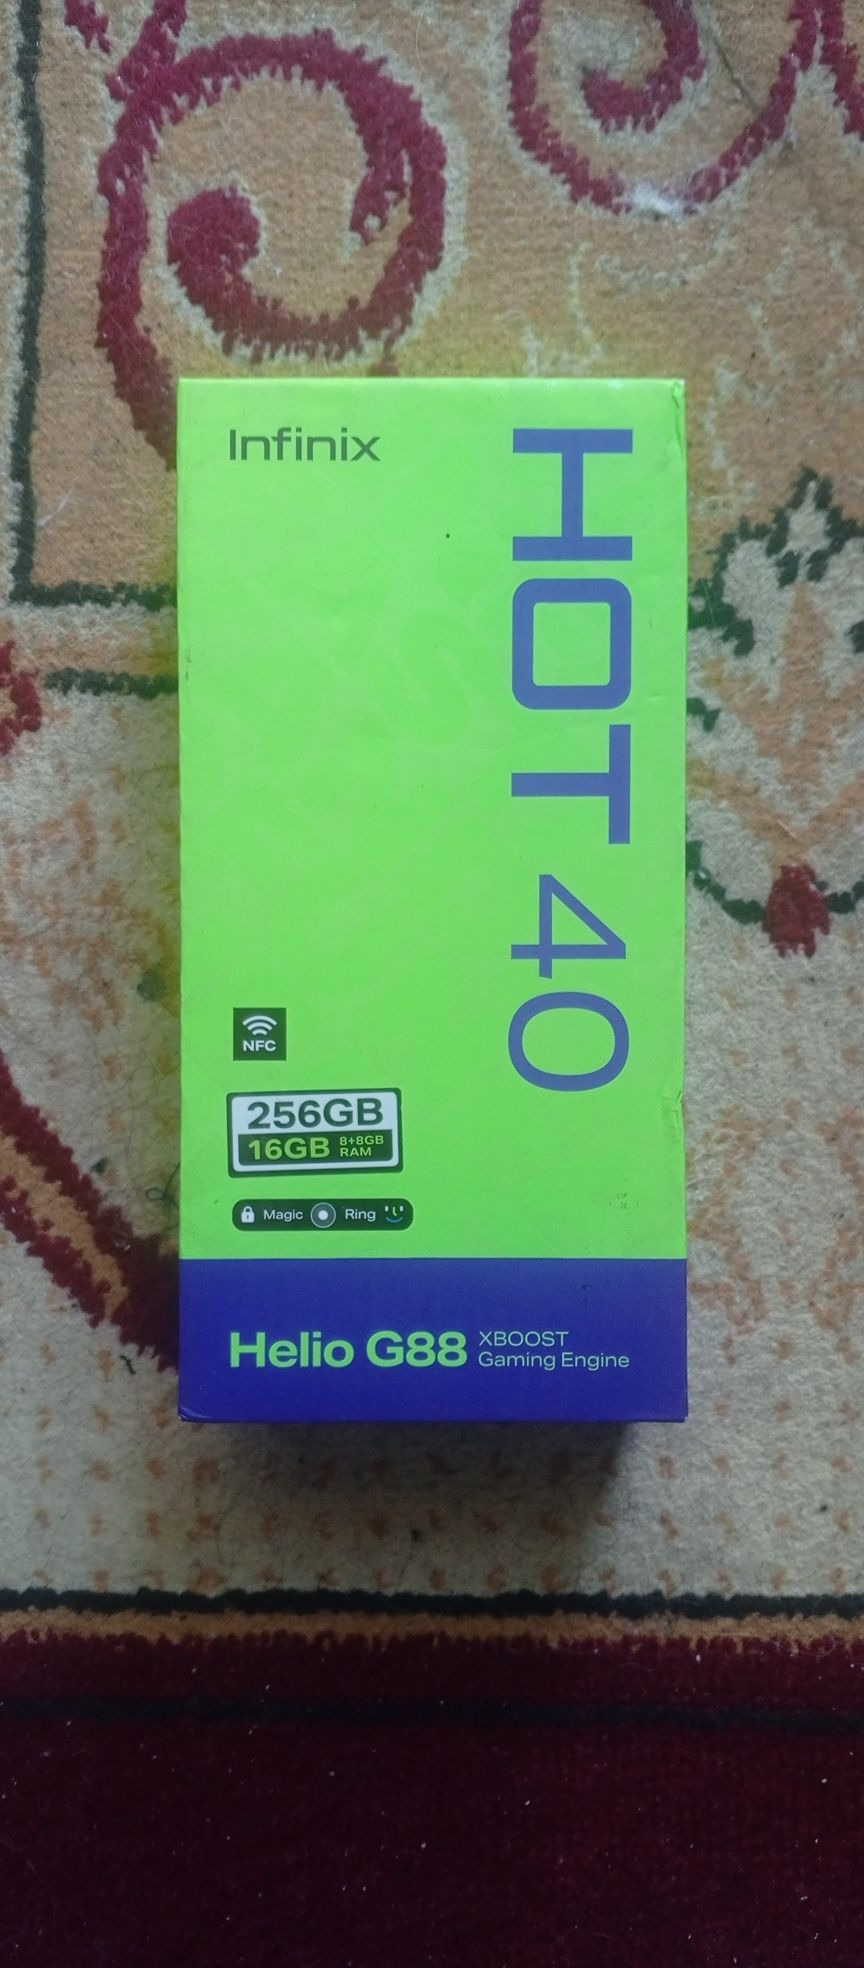 Infinix
HOT 40
NFC
256GB
16GB 8+8GB RAM
Magic Ring
Helio G88 XBOOST
Gaming Engine